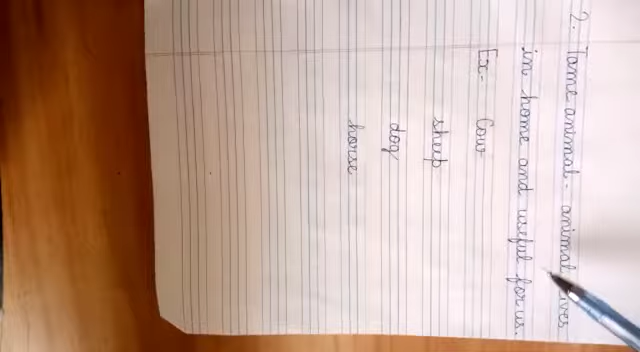 2. Tame animal - animal lives
in home and useful for us.
Ex - Cow
sheep
dog
horse